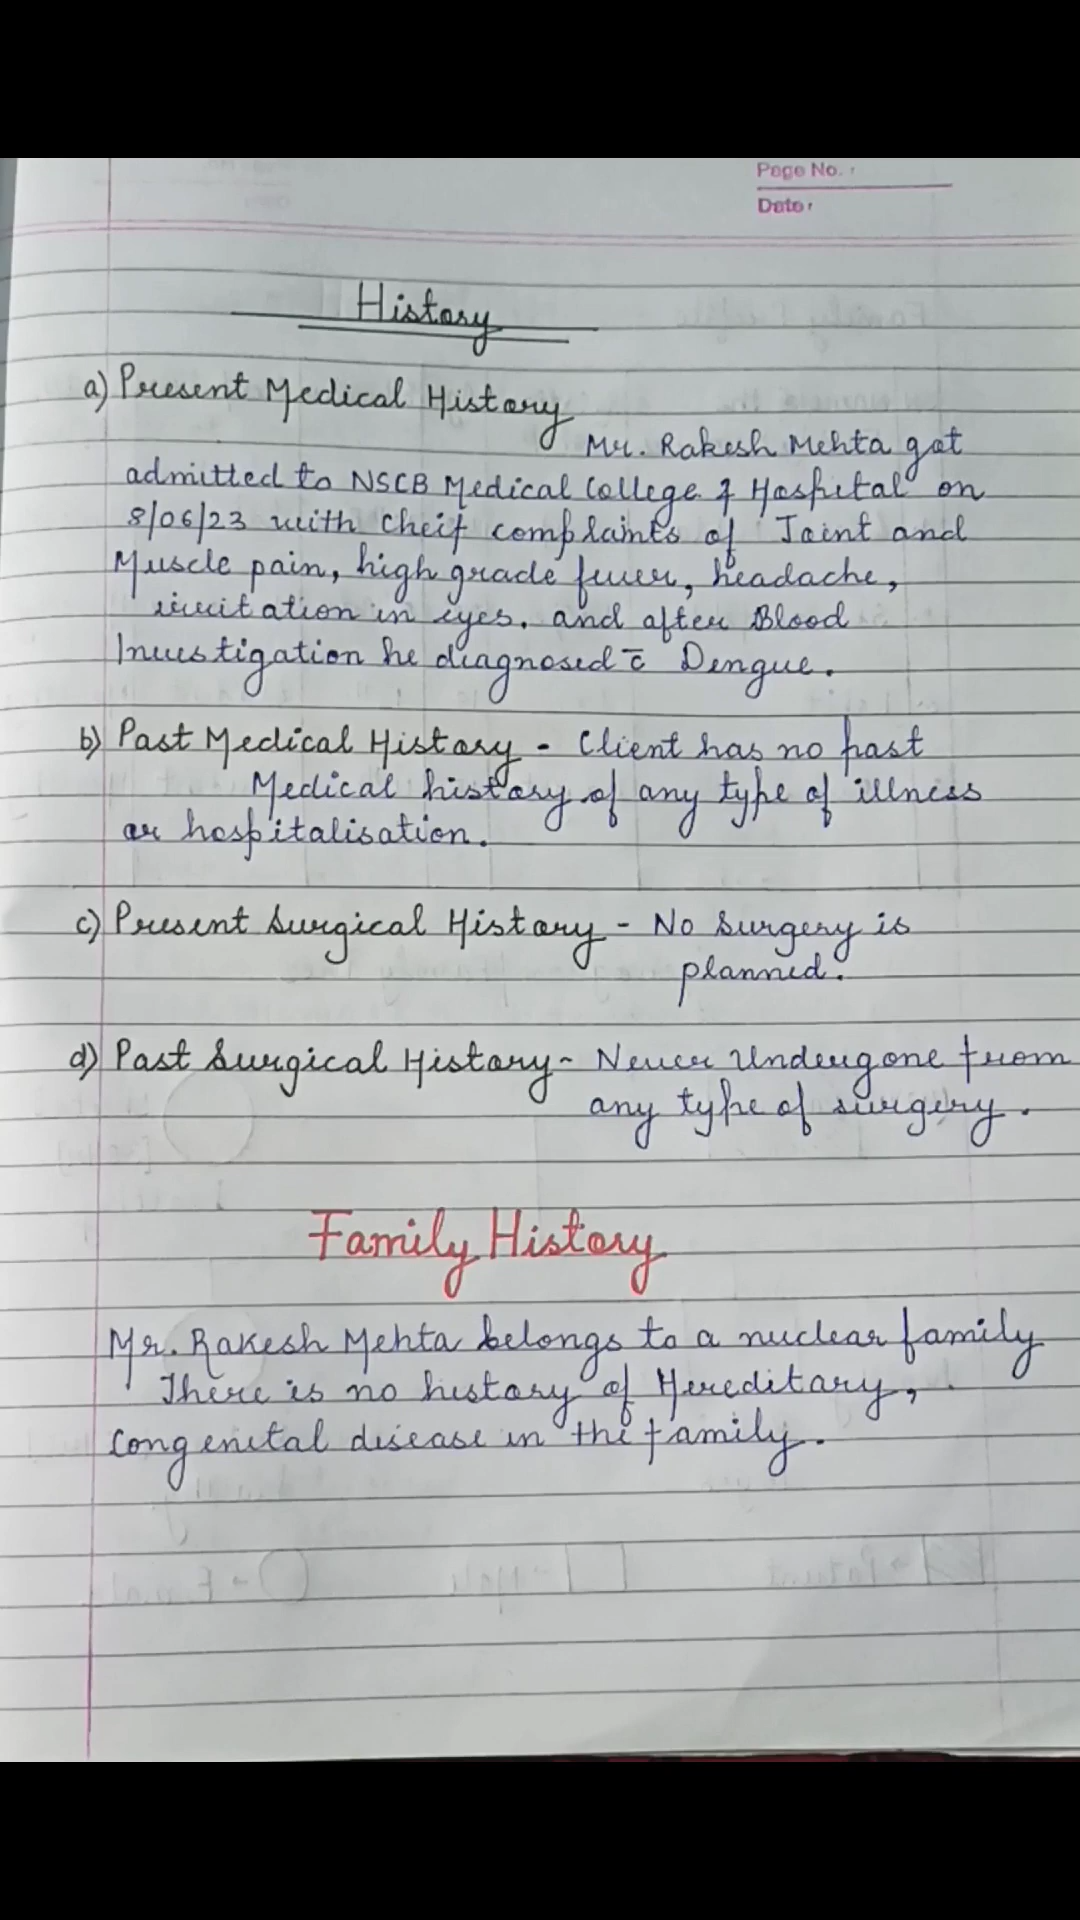 Page No.
Date
History
a) Present Medical History
Mr. Rakesh Mehta got
admitted to NSCB Medical College & Hospital on
8/06/23 with Cheif complaints of Joint and
Muscle pain, high grade fever, headache,
irritation in eyes. and after Blood
Investigation he diagnosed c̄ Dengue.
b) Past Medical History - Client has no past
Medical history of any type of illness
or hospitalisation.
c) Present Surgical History - No Surgery is
planned.
d) Past Surgical History - Never Undergone from
any type of surgery.
Family History
Mr. Rakesh Mehta belongs to a nuclear family
There is no history of Hereditary,
Congenital disease in the family.